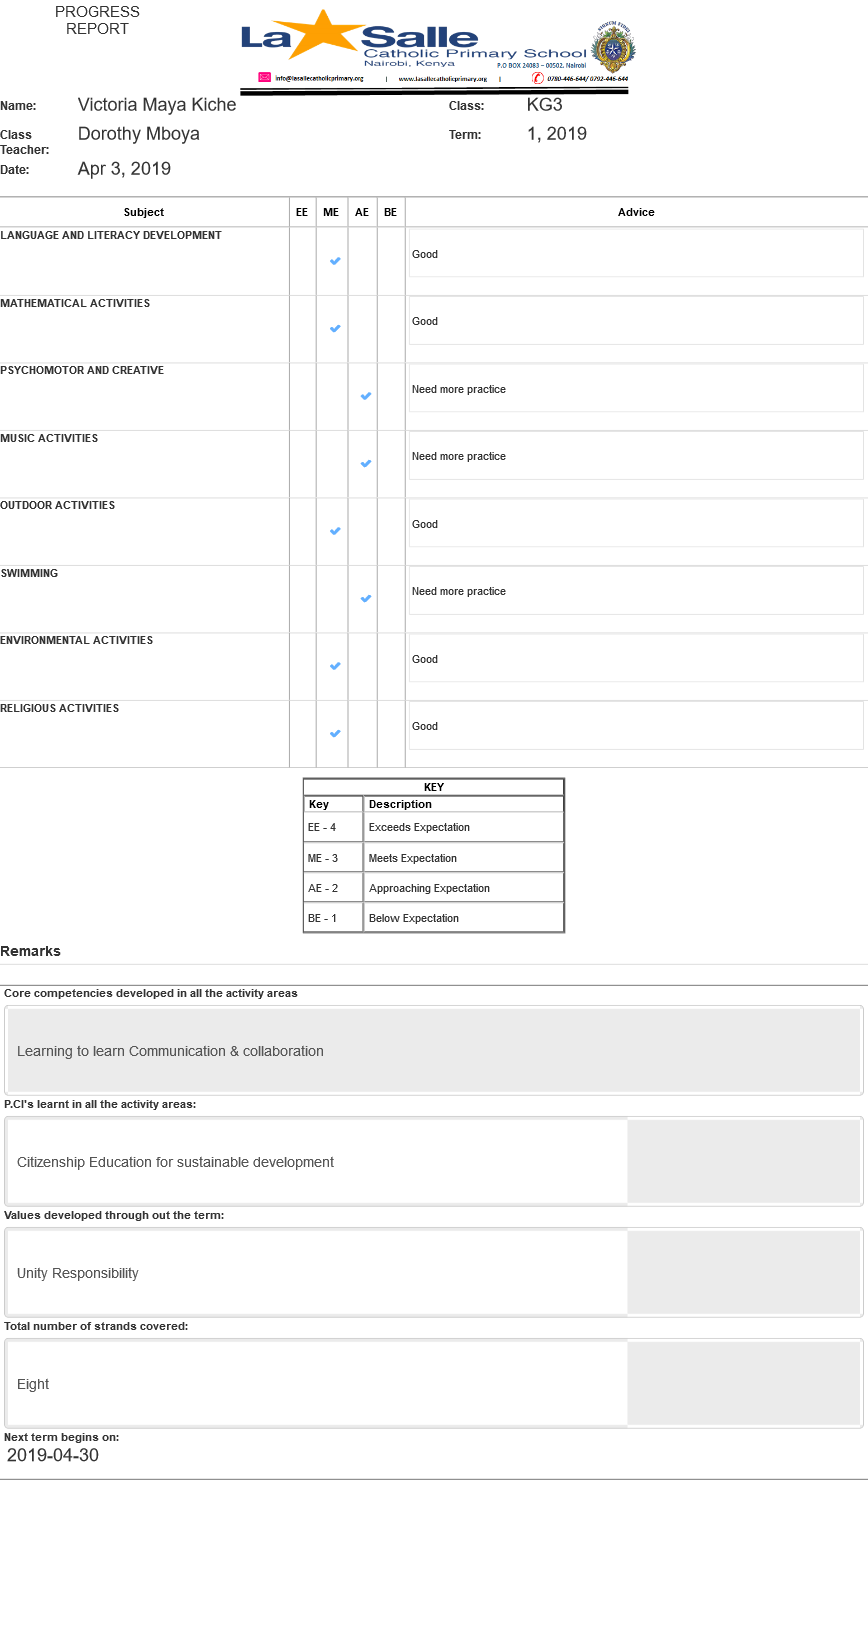 PROGRESS
REPORT
La Salle
Catholic Primary School
Nairobi, Kenya
P.O BOX 24083 – 00502, Nairobi
info@lasallecatholicprimary.org | www.lasallecatholicprimary.org | 0780-446-644/ 0792-446-644
Name: Victoria Maya Kiche Class: KG3
Class Teacher: Dorothy Mboya Term: 1, 2019
Date: Apr 3, 2019
Subject EE ME AE BE Advice
LANGUAGE AND LITERACY DEVELOPMENT
Good
MATHEMATICAL ACTIVITIES
Good
PSYCHOMOTOR AND CREATIVE
Need more practice
MUSIC ACTIVITIES
Need more practice
OUTDOOR ACTIVITIES
Good
SWIMMING
Need more practice
ENVIRONMENTAL ACTIVITIES
Good
RELIGIOUS ACTIVITIES
Good
KEY
Key Description
EE - 4 Exceeds Expectation
ME - 3 Meets Expectation
AE - 2 Approaching Expectation
BE - 1 Below Expectation
Remarks
Core competencies developed in all the activity areas
Learning to learn Communication & collaboration
P.CI's learnt in all the activity areas:
Citizenship Education for sustainable development
Values developed through out the term:
Unity Responsibility
Total number of strands covered:
Eight
Next term begins on:
2019-04-30